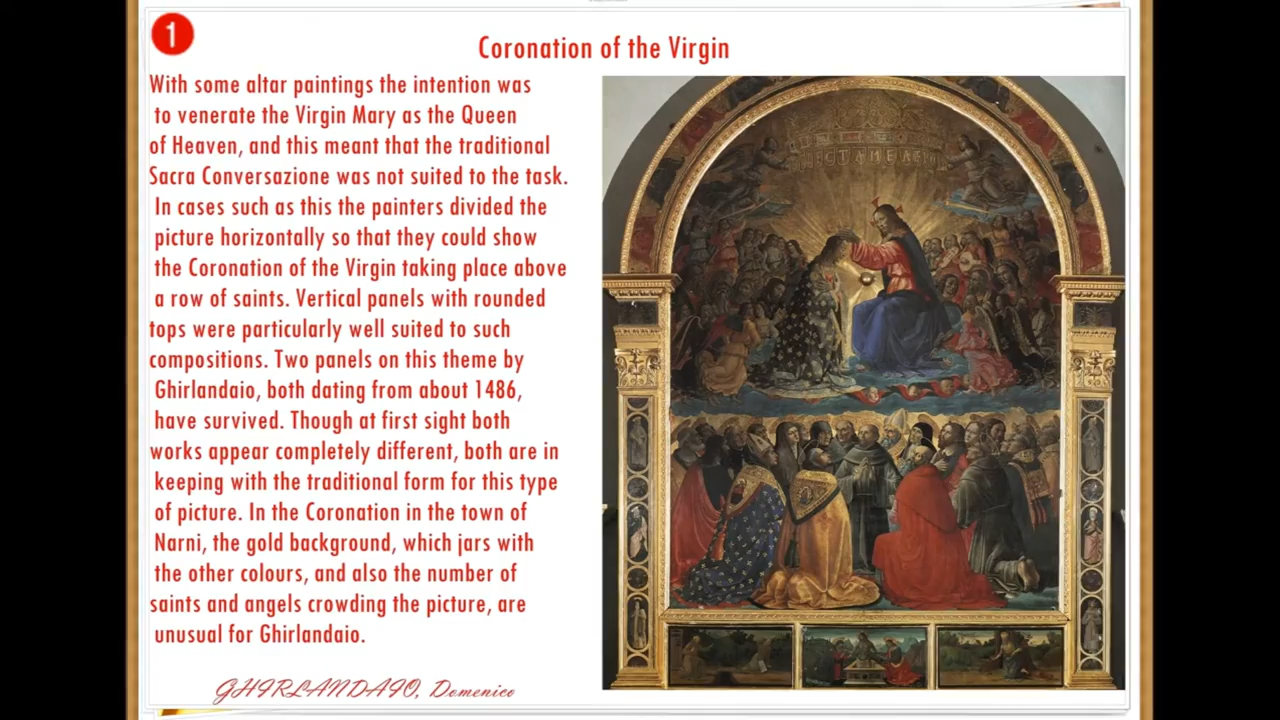 1
Coronation of the Virgin
With some altar paintings the intention was
to venerate the Virgin Mary as the Queen
of Heaven, and this meant that the traditional
Sacra Conversazione was not suited to the task.
In cases such as this the painters divided the
picture horizontally so that they could show
the Coronation of the Virgin taking place above
a row of saints. Vertical panels with rounded
tops were particularly well suited to such
compositions. Two panels on this theme by
Ghirlandaio, both dating from about 1486,
have survived. Though at first sight both
works appear completely different, both are in
keeping with the traditional form for this type
of picture. In the Coronation in the town of
Narni, the gold background, which jars with
the other colours, and also the number of
saints and angels crowding the picture, are
unusual for Ghirlandaio.
GHIRLANDAIO, Domenico